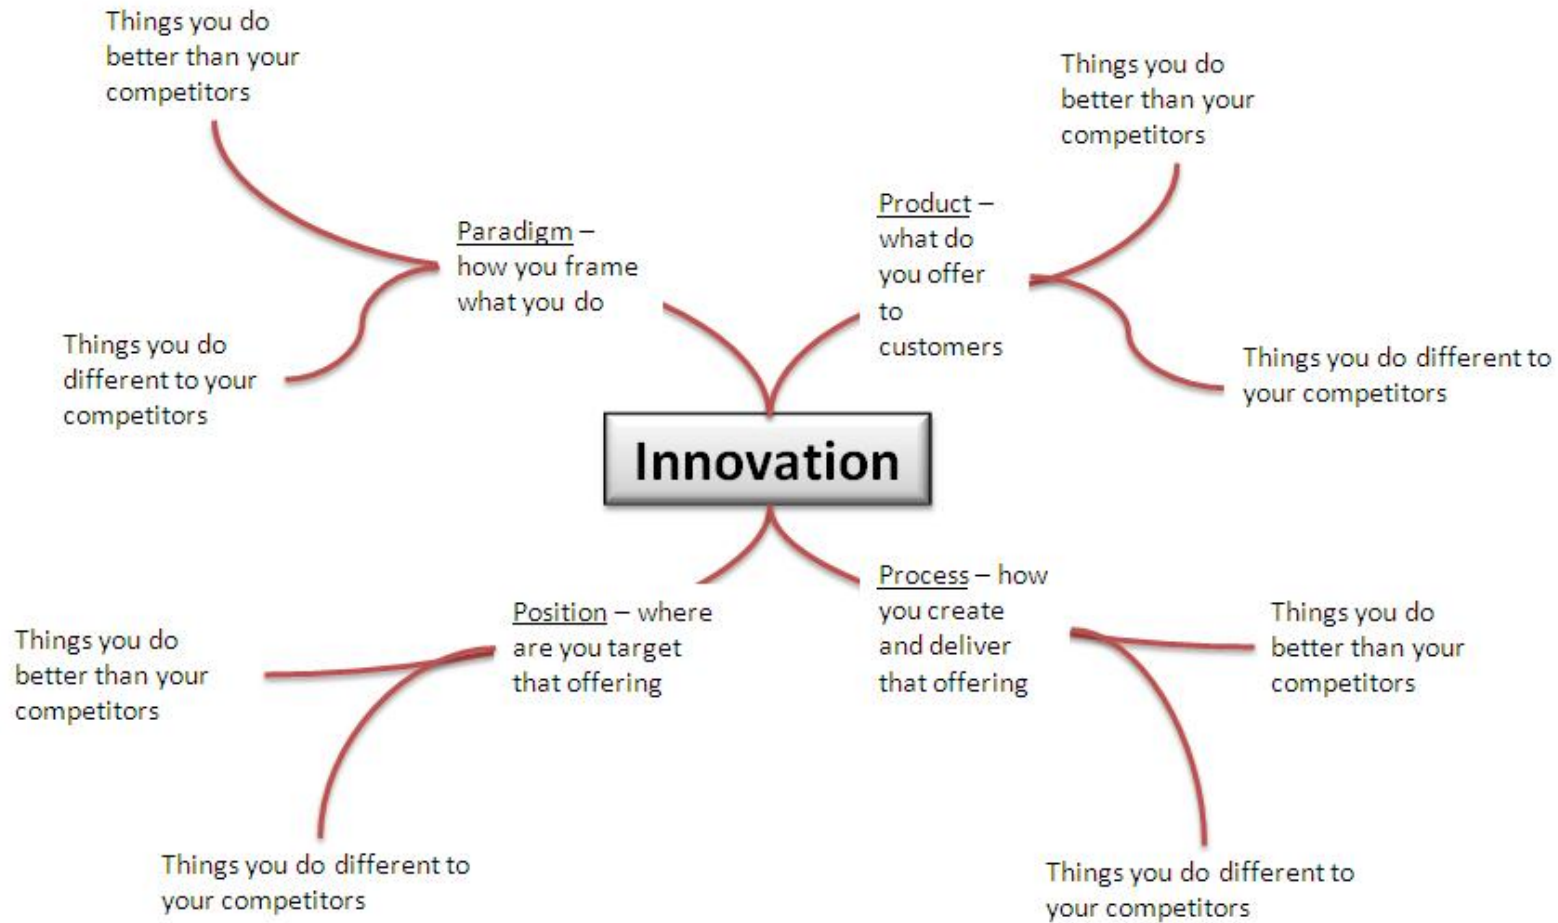 Things you do
better than your
competitors
Paradigm –
how you frame
what you do
Things you do
different to your
competitors
Product –
what do
you offer
to
customers
Things you do
better than your
competitors
Things you do different to
your competitors
Innovation
Position – where
are you target
that offering
Things you do
better than your
competitors
Things you do different to
your competitors
Process – how
you create
and deliver
that offering
Things you do
better than your
competitors
Things you do different to
your competitors